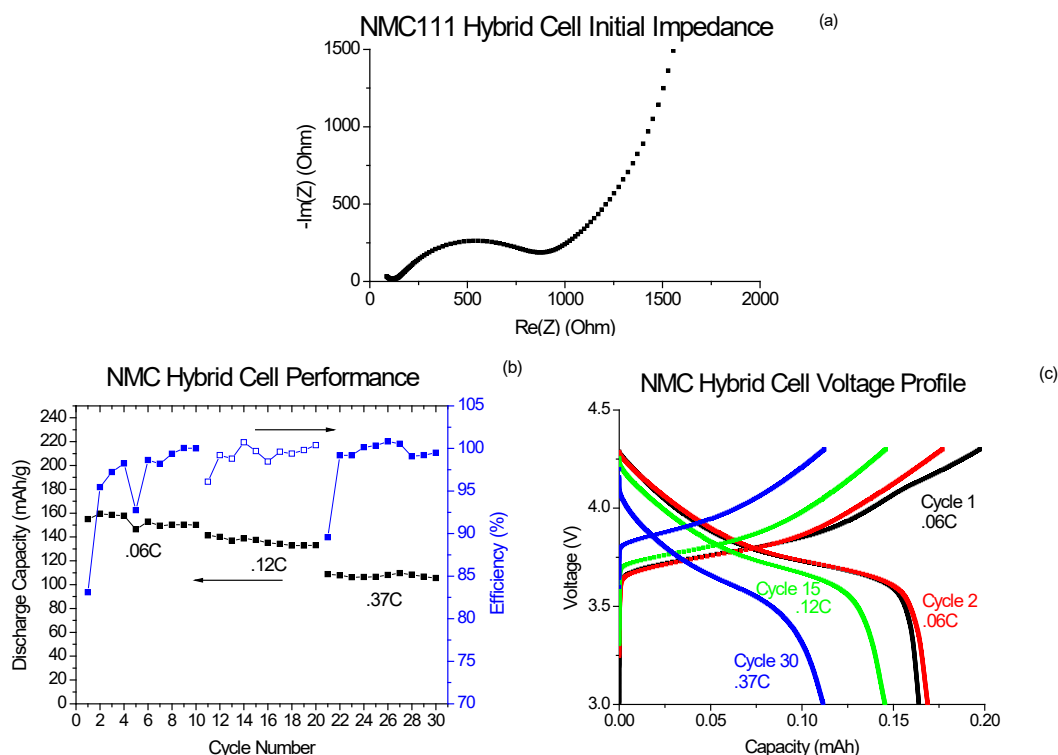 NMC111 Hybrid Cell Initial Impedance
(a)
1500
1000
500
0
-Im(Z) (Ohm)
0 500 1000 1500 2000
Re(Z) (Ohm)
NMC Hybrid Cell Performance
(b)
240
220
200
180
160
140
120
100
80
60
40
20
0
Discharge Capacity (mAh/g)
105
100
95
90
85
80
75
70
Efficiency (%)
.06C
.12C
.37C
0 2 4 6 8 10 12 14 16 18 20 22 24 26 28 30
Cycle Number
NMC Hybrid Cell Voltage Profile
(c)
4.5
4.0
3.5
3.0
Voltage (V)
Cycle 1
.06C
Cycle 15
.12C
Cycle 2
.06C
Cycle 30
.37C
0.00 0.05 0.10 0.15 0.20
Capacity (mAh)